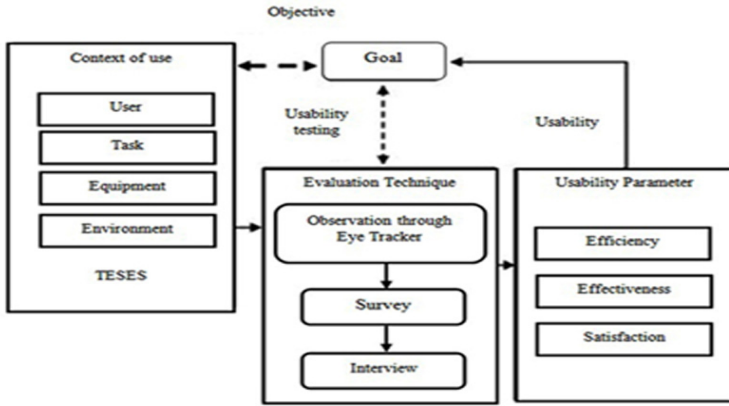 Objective
Context of use
Goal
User
Task
Equipment
Environment
TESES
Usability
testing
Usability
Evaluation Technique
Observation through
Eye Tracker
Survey
Interview
Usability Parameter
Efficiency
Effectiveness
Satisfaction